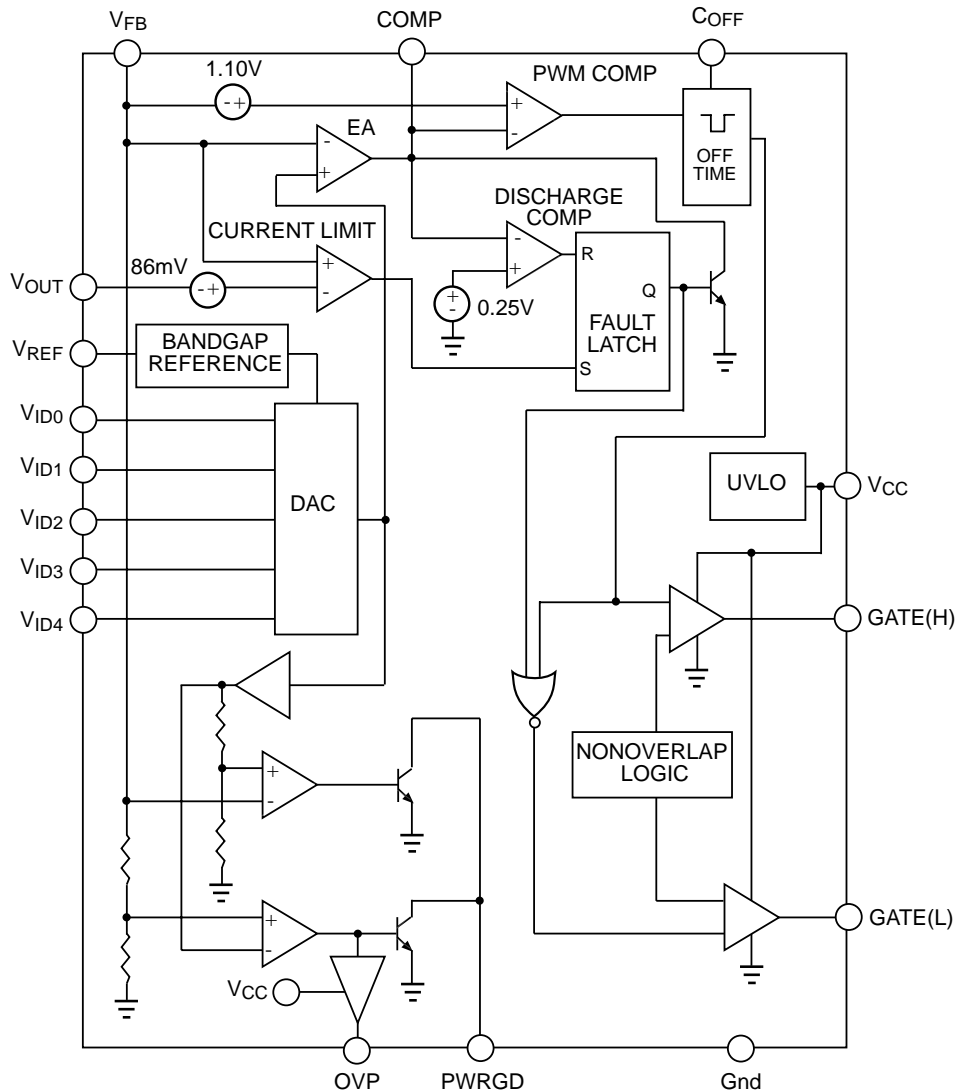 VFB
COMP
COFF
1.10V
- +
PWM COMP
+
-
EA
-
+
OFF
TIME
DISCHARGE
COMP
CURRENT LIMIT
-
+
R
+
-
86mV
- +
VOUT
Q
+
-
0.25V
FAULT
LATCH
S
VREF
BANDGAP
REFERENCE
VID0
VID1
VID2
VID3
VID4
DAC
UVLO
VCC
GATE(H)
+
-
NONOVERLAP
LOGIC
+
-
GATE(L)
VCC
OVP
PWRGD
Gnd